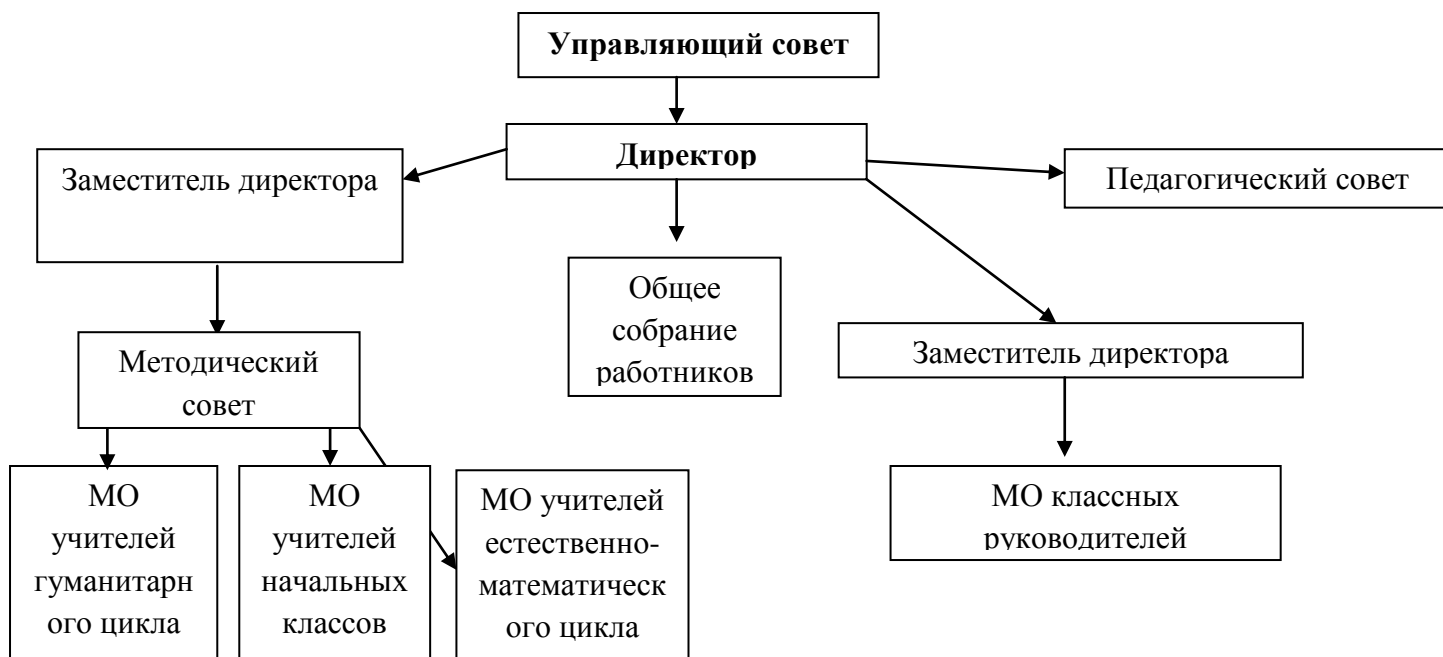 Управляющий совет
Директор
Заместитель директора
Педагогический совет
Общее
собрание
работников
Заместитель директора
Методический
совет
МО
учителей
гуманитарн
ого цикла
МО
учителей
начальных
классов
МО учителей
естественно-
математическ
ого цикла
МО классных
руководителей